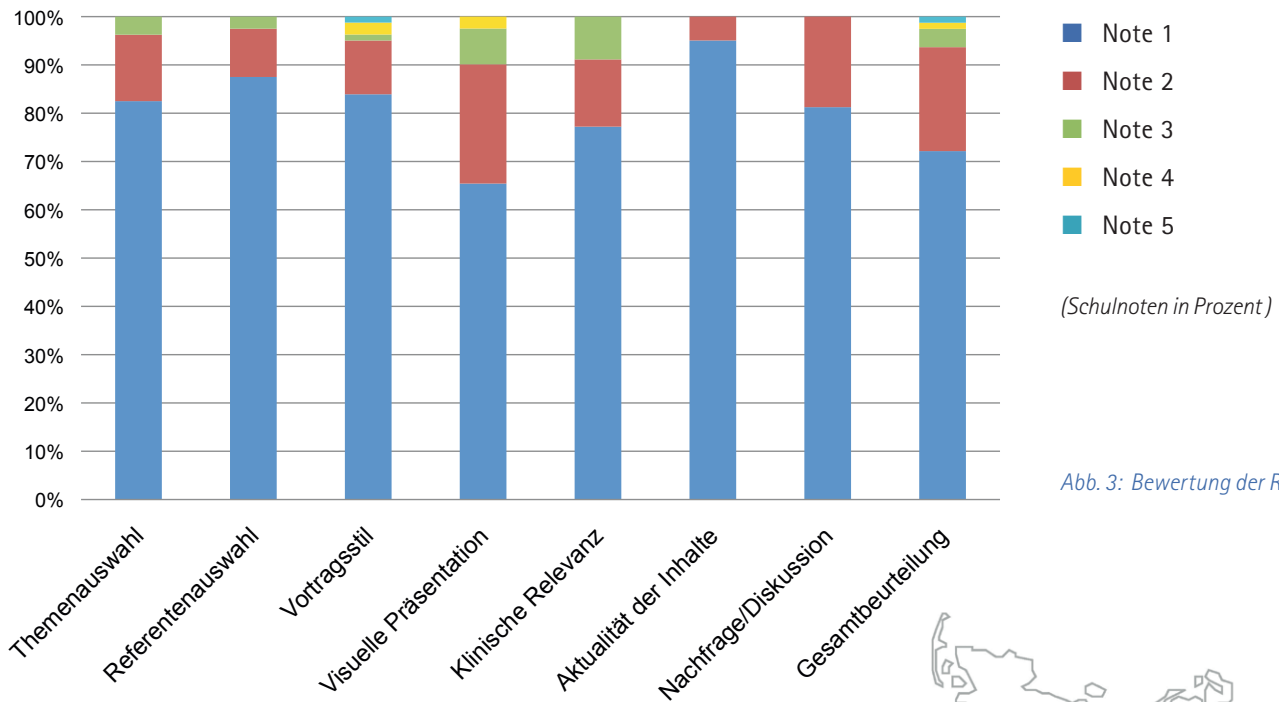 100%
90%
80%
70%
60%
50%
40%
30%
20%
10%
0%
Themenauswahl
Referentenauswahl
Vortragsstil
Visuelle Präsentation
Klinische Relevanz
Aktualität der Inhalte
Nachfrage/Diskussion
Gesamtbeurteilung
Note 1
Note 2
Note 3
Note 4
Note 5
(Schulnoten in Prozent)
Abb. 3: Bewertung der R